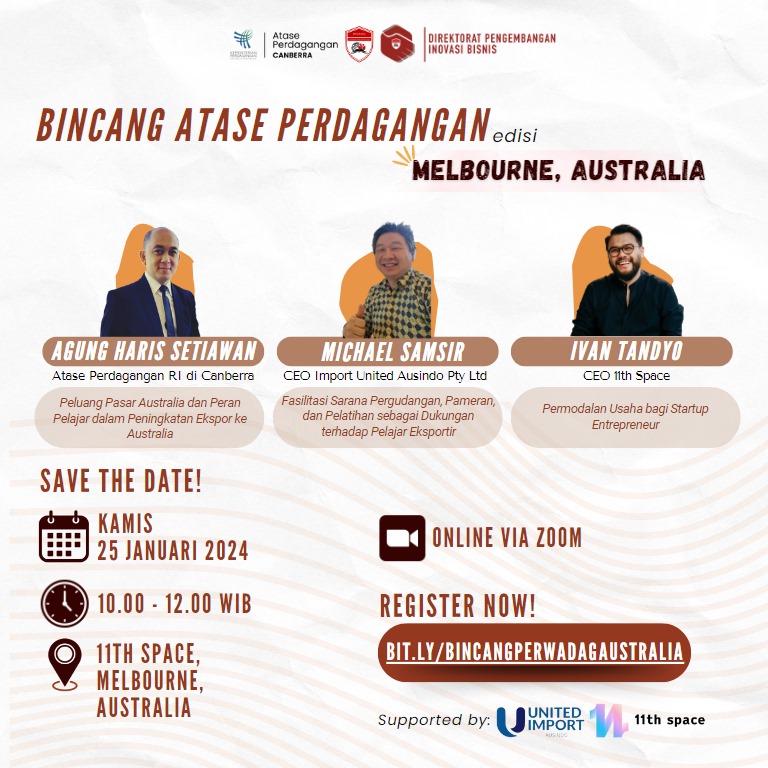 KEMENTERIAN
PERDAGANGAN
Atase
Perdagangan
CANBERRA
DIREKTORAT PENGEMBANGAN
INOVASI BISNIS
BINCANG ATASE PERDAGANGAN edisi
MELBOURNE, AUSTRALIA
AGUNG HARIS SETIAWAN
Atase Perdagangan RI di Canberra
Peluang Pasar Australia dan Peran
Pelajar dalam Peningkatan Ekspor ke
Australia
MICHAEL SAMSIR
CEO Import United Ausindo Pty Ltd
Fasilitasi Sarana Pergudangan, Pameran,
dan Pelatihan sebagai Dukungan
terhadap Pelajar Eksportir
IVAN TANDYO
CEO 11th Space
Permodalan Usaha bagi Startup
Entrepreneur
SAVE THE DATE!
KAMIS
25 JANUARI 2024
10.00 - 12.00 WIB
11TH SPACE,
MELBOURNE,
AUSTRALIA
ONLINE VIA ZOOM
REGISTER NOW!
BIT.LY/BINCANGPERWADAGAUSTRALIA
Supported by:
UNITED
IMPORT
AUSINDO
11th space